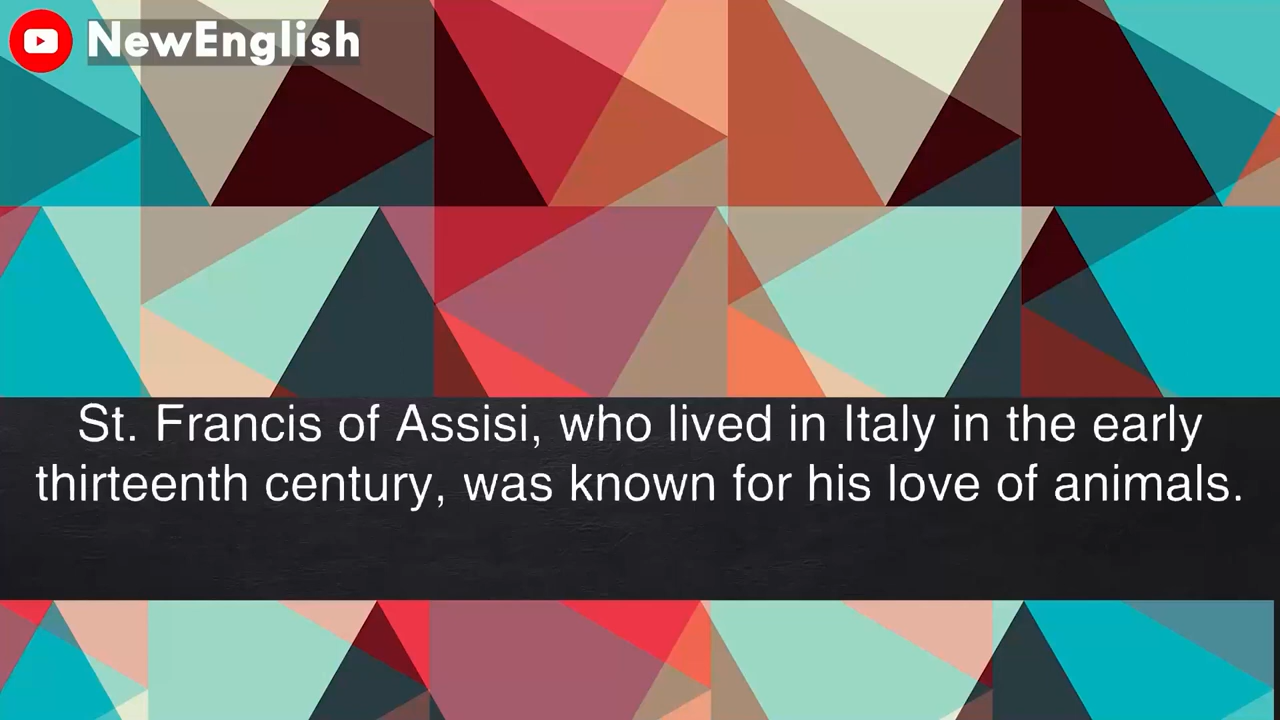 NewEnglish
St. Francis of Assisi, who lived in Italy in the early
thirteenth century, was known for his love of animals.